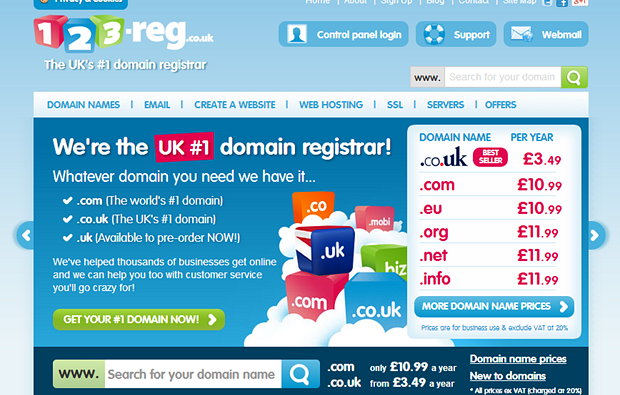 Privacy & Cookies
Home | About | Sign Up | Blog | Contact | Site Map
123-reg.co.uk
Control panel login
Support
Webmail
The UK's #1 domain registrar
www. Search for your domain
DOMAIN NAMES | EMAIL | CREATE A WEBSITE | WEB HOSTING | SSL | SERVERS | OFFERS
We're the UK #1 domain registrar!
Whatever domain you need we have it...
.com (The world's #1 domain)
.co.uk (The UK's #1 domain)
.uk (Available to pre-order NOW!)
We've helped thousands of businesses get online
and we can help you too with customer service
you'll go crazy for!
GET YOUR #1 DOMAIN NOW!
.co
.mobi
.uk
.biz
.com
.co.uk
DOMAIN NAME PER YEAR
.co.uk BEST SELLER £3.49
.com £10.99
.eu £10.99
.org £11.99
.net £11.99
.info £11.99
MORE DOMAIN NAME PRICES
Prices are for business use & exclude VAT at 20%
www. Search for your domain name
.com only £10.99 a year
.co.uk from £3.49 a year
Domain name prices
New to domains
* All prices ex VAT (charged at 20%)